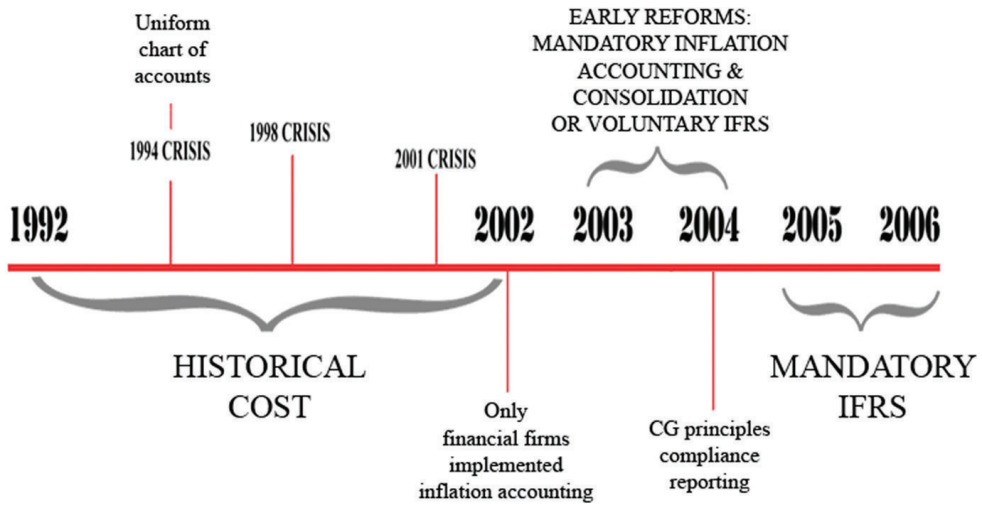 Uniform
chart of
accounts
1994 CRISIS
1998 CRISIS
2001 CRISIS
EARLY REFORMS:
MANDATORY INFLATION
ACCOUNTING &
CONSOLIDATION
OR VOLUNTARY IFRS
1992
2002
2003
2004
2005
2006
HISTORICAL
COST
Only
financial firms
implemented
inflation accounting
CG principles
compliance
reporting
MANDATORY
IFRS